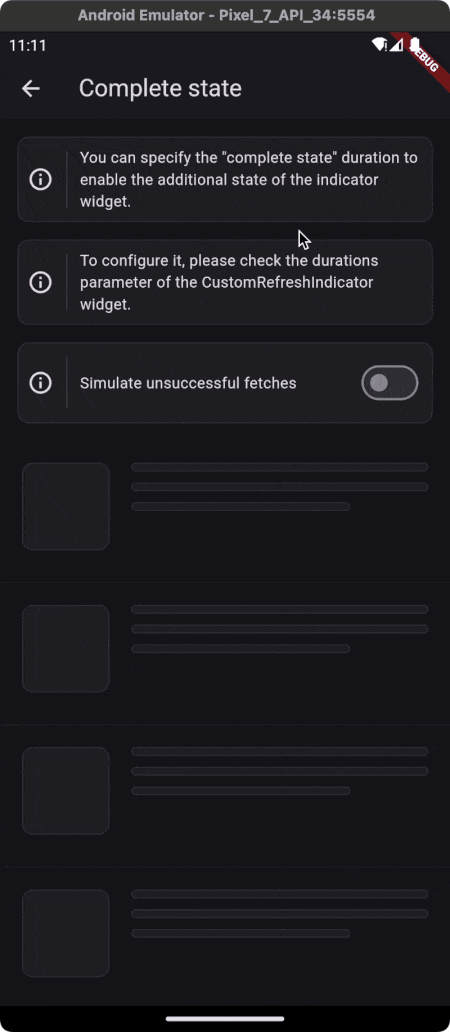 Android Emulator - Pixel_7_API_34:5554
11:11
Complete state
You can specify the "complete state" duration to
enable the additional state of the indicator
widget.
To configure it, please check the durations
parameter of the CustomRefreshIndicator
widget.
Simulate unsuccessful fetches